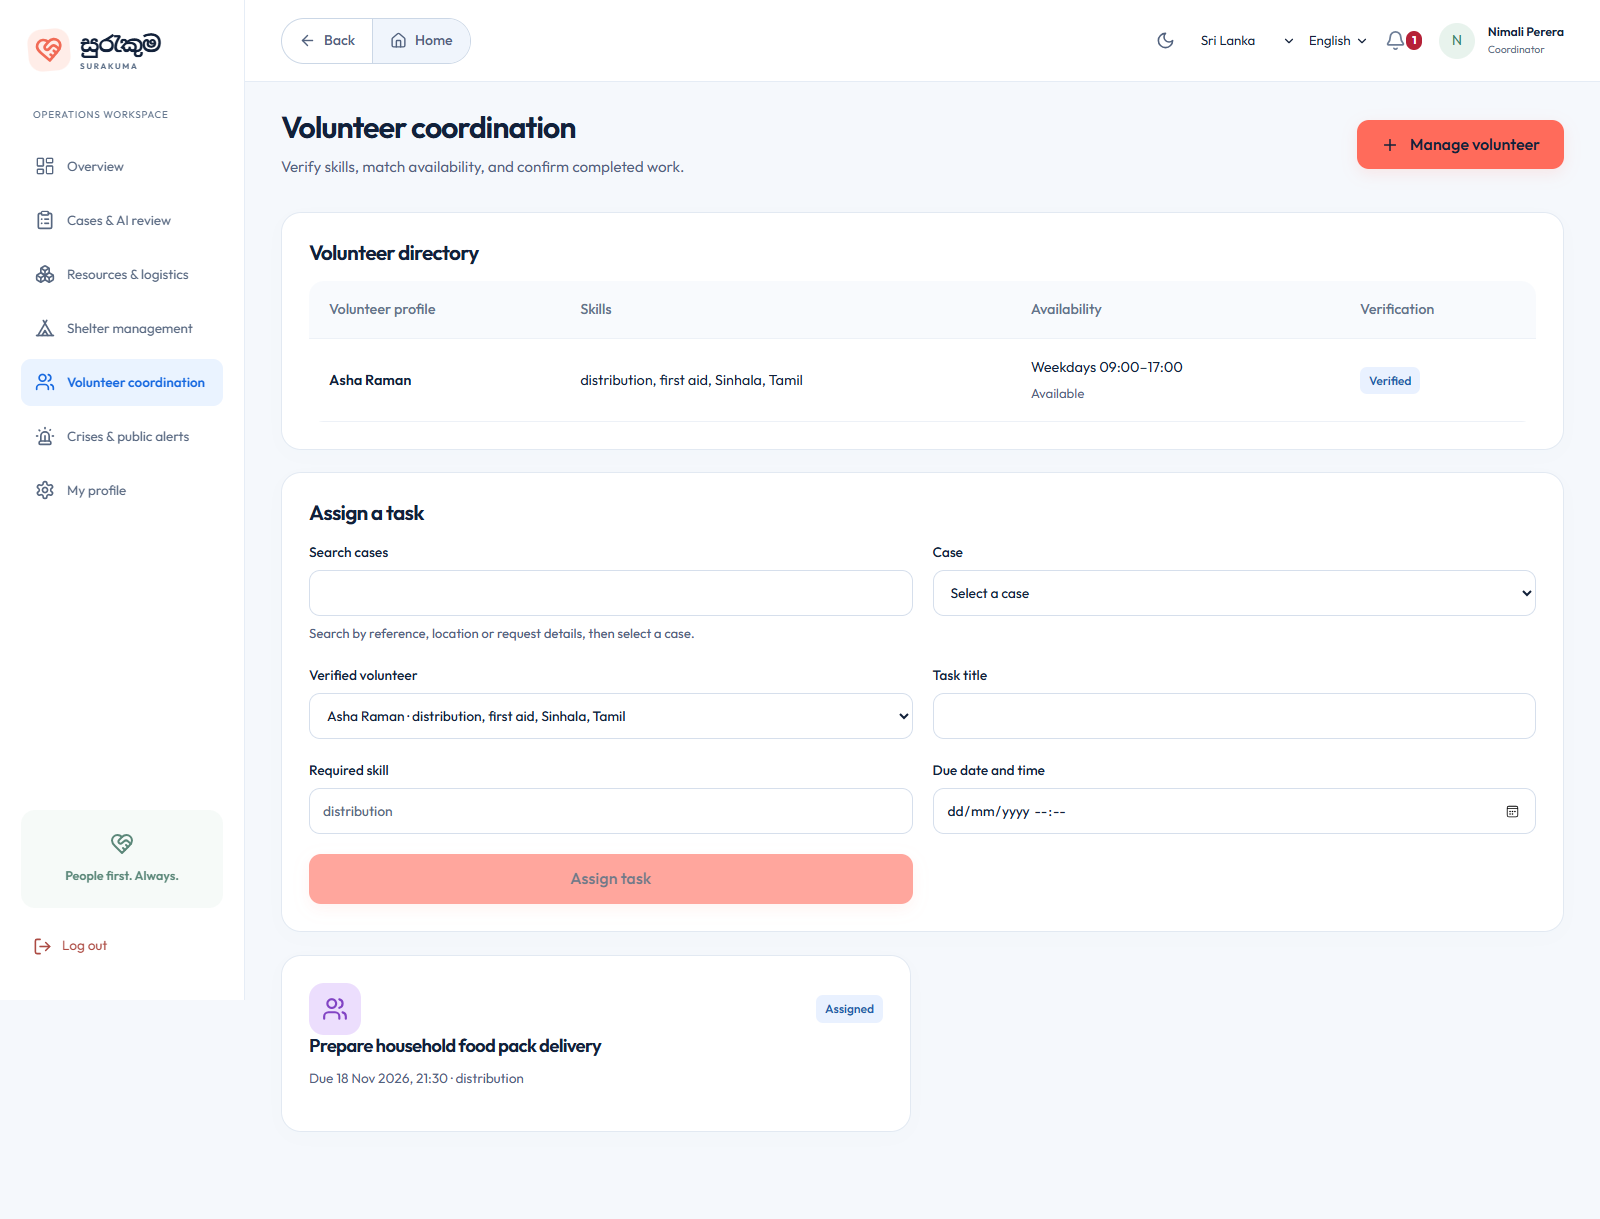 සුරැකුම
SURAKUMA
OPERATIONS WORKSPACE
Overview
Cases & AI review
Resources & logistics
Shelter management
Volunteer coordination
Crises & public alerts
My profile
People first. Always.
Log out
Back
Home
Sri Lanka
English
1
N
Nimali Perera
Coordinator
Volunteer coordination
Verify skills, match availability, and confirm completed work.
+ Manage volunteer
Volunteer directory
Volunteer profile Skills Availability Verification
Asha Raman distribution, first aid, Sinhala, Tamil Weekdays 09:00–17:00 Verified
Available
Assign a task
Search cases
Case
Select a case
Search by reference, location or request details, then select a case.
Verified volunteer
Task title
Asha Raman · distribution, first aid, Sinhala, Tamil
Required skill
Due date and time
distribution
dd/mm/yyyy --:--
Assign task
Assigned
Prepare household food pack delivery
Due 18 Nov 2026, 21:30 · distribution